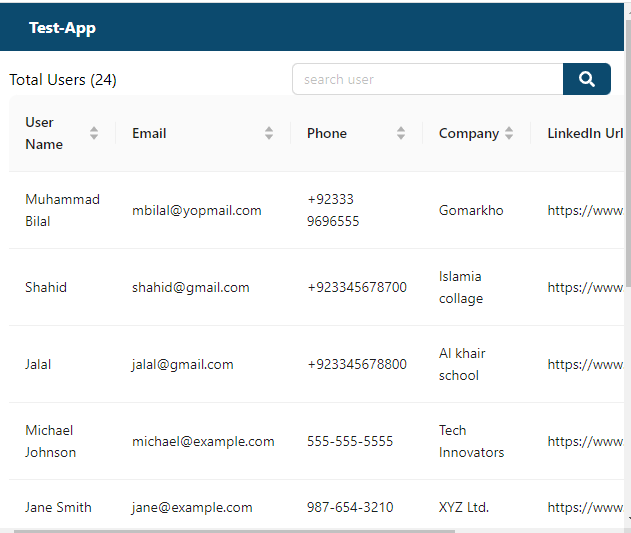 Test-App
Total Users (24)
search user
User Name
Email
Phone
Company
LinkedIn Url
Muhammad Bilal
mbilal@yopmail.com
+92333 9696555
Gomarkho
https://www.
Shahid
shahid@gmail.com
+923345678700
Islamia collage
https://www.
Jalal
jalal@gmail.com
+923345678800
Al khair school
https://www.
Michael Johnson
michael@example.com
555-555-5555
Tech Innovators
https://www.
Jane Smith
jane@example.com
987-654-3210
XYZ Ltd.
https://www.